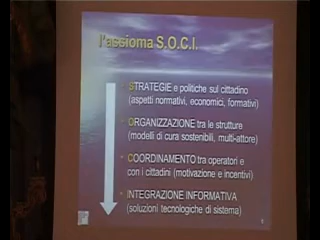 l'assioma S.O.C.I.
STRATEGIE e politiche sul cittadino
(aspetti normativi, economici, formativi)
ORGANIZZAZIONE tra le strutture
(modelli di cura sostenibili, multi-attore)
COORDINAMENTO tra operatori e
con i cittadini (motivazione e incentivi)
INTEGRAZIONE INFORMATIVA
(soluzioni tecnologiche di sistema)